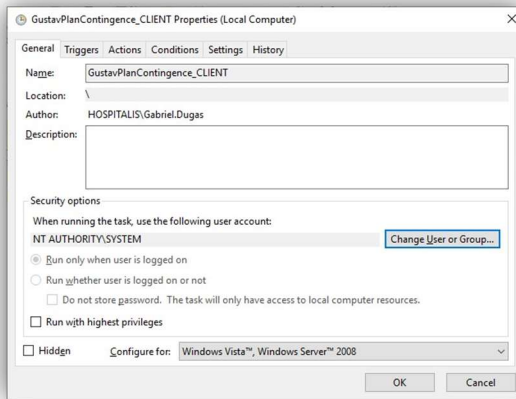 GustavPlanContingence_CLIENT Properties (Local Computer)
General Triggers Actions Conditions Settings History
Name: GustavPlanContingence_CLIENT
Location: \
Author: HOSPITALIS\Gabriel.Dugas
Description:
Security options
When running the task, use the following user account:
NT AUTHORITY\SYSTEM Change User or Group...
Run only when user is logged on
Run whether user is logged on or not
Do not store password. The task will only have access to local computer resources.
Run with highest privileges
Hidden Configure for: Windows Vista™, Windows Server™ 2008
OK Cancel